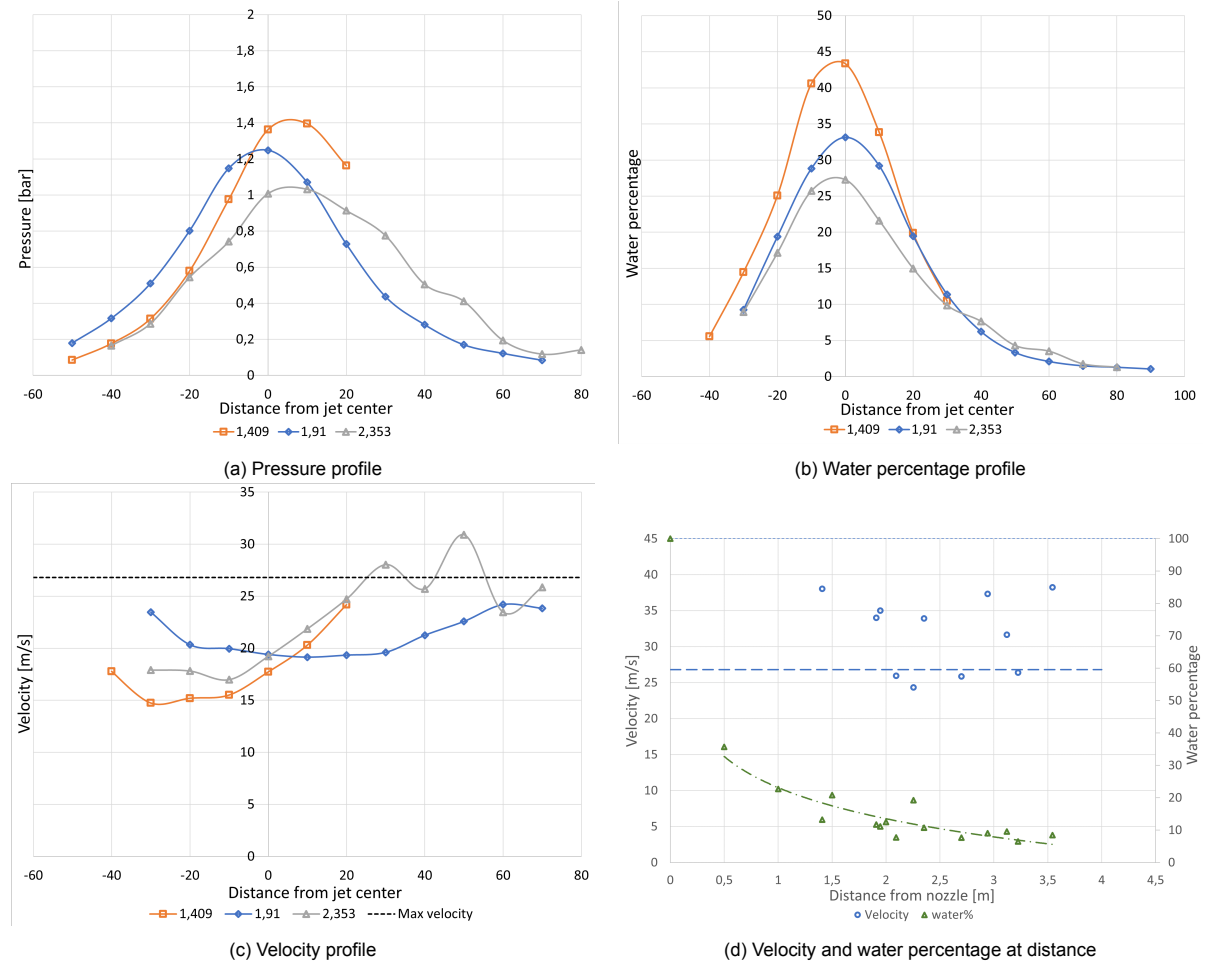 2
1,8
1,6
1,4
1,2
1
0,8
0,6
0,4
0,2
0
Pressure [bar]
-60 -40 -20 0 20 40 60 80
Distance from jet center
1,409 1,91 2,353
(a) Pressure profile
50
45
40
35
30
25
20
15
10
5
0
Water percentage
-60 -40 -20 0 20 40 60 80 100
Distance from jet center
1,409 1,91 2,353
(b) Water percentage profile
35
30
25
20
15
10
5
0
Velocity [m/s]
-60 -40 -20 0 20 40 60 80
Distance from jet center
1,409 1,91 2,353 Max velocity
(c) Velocity profile
45
40
35
30
25
20
15
10
5
0
Velocity [m/s]
100
90
80
70
60
50
40
30
20
10
0
Water percentage
0 0,5 1 1,5 2 2,5 3 3,5 4 4,5
Distance from nozzle [m]
Velocity water%
(d) Velocity and water percentage at distance